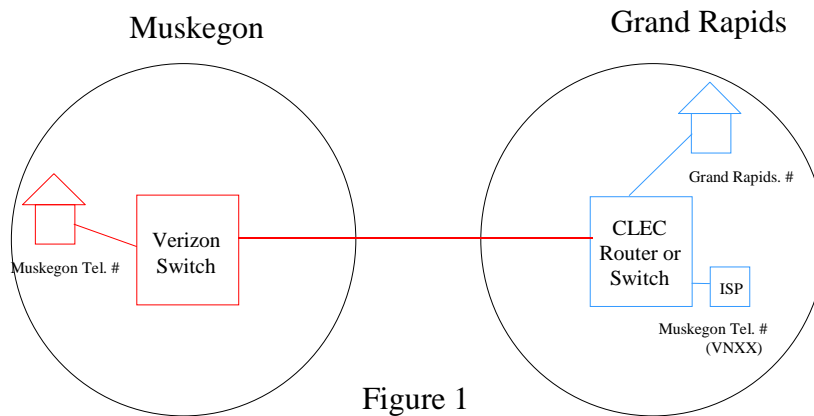 Muskegon
Grand Rapids
Grand Rapids. #
Verizon
Switch
CLEC
Router or
Switch
Muskegon Tel. #
ISP
Muskegon Tel. #
(VNXX)
Figure 1